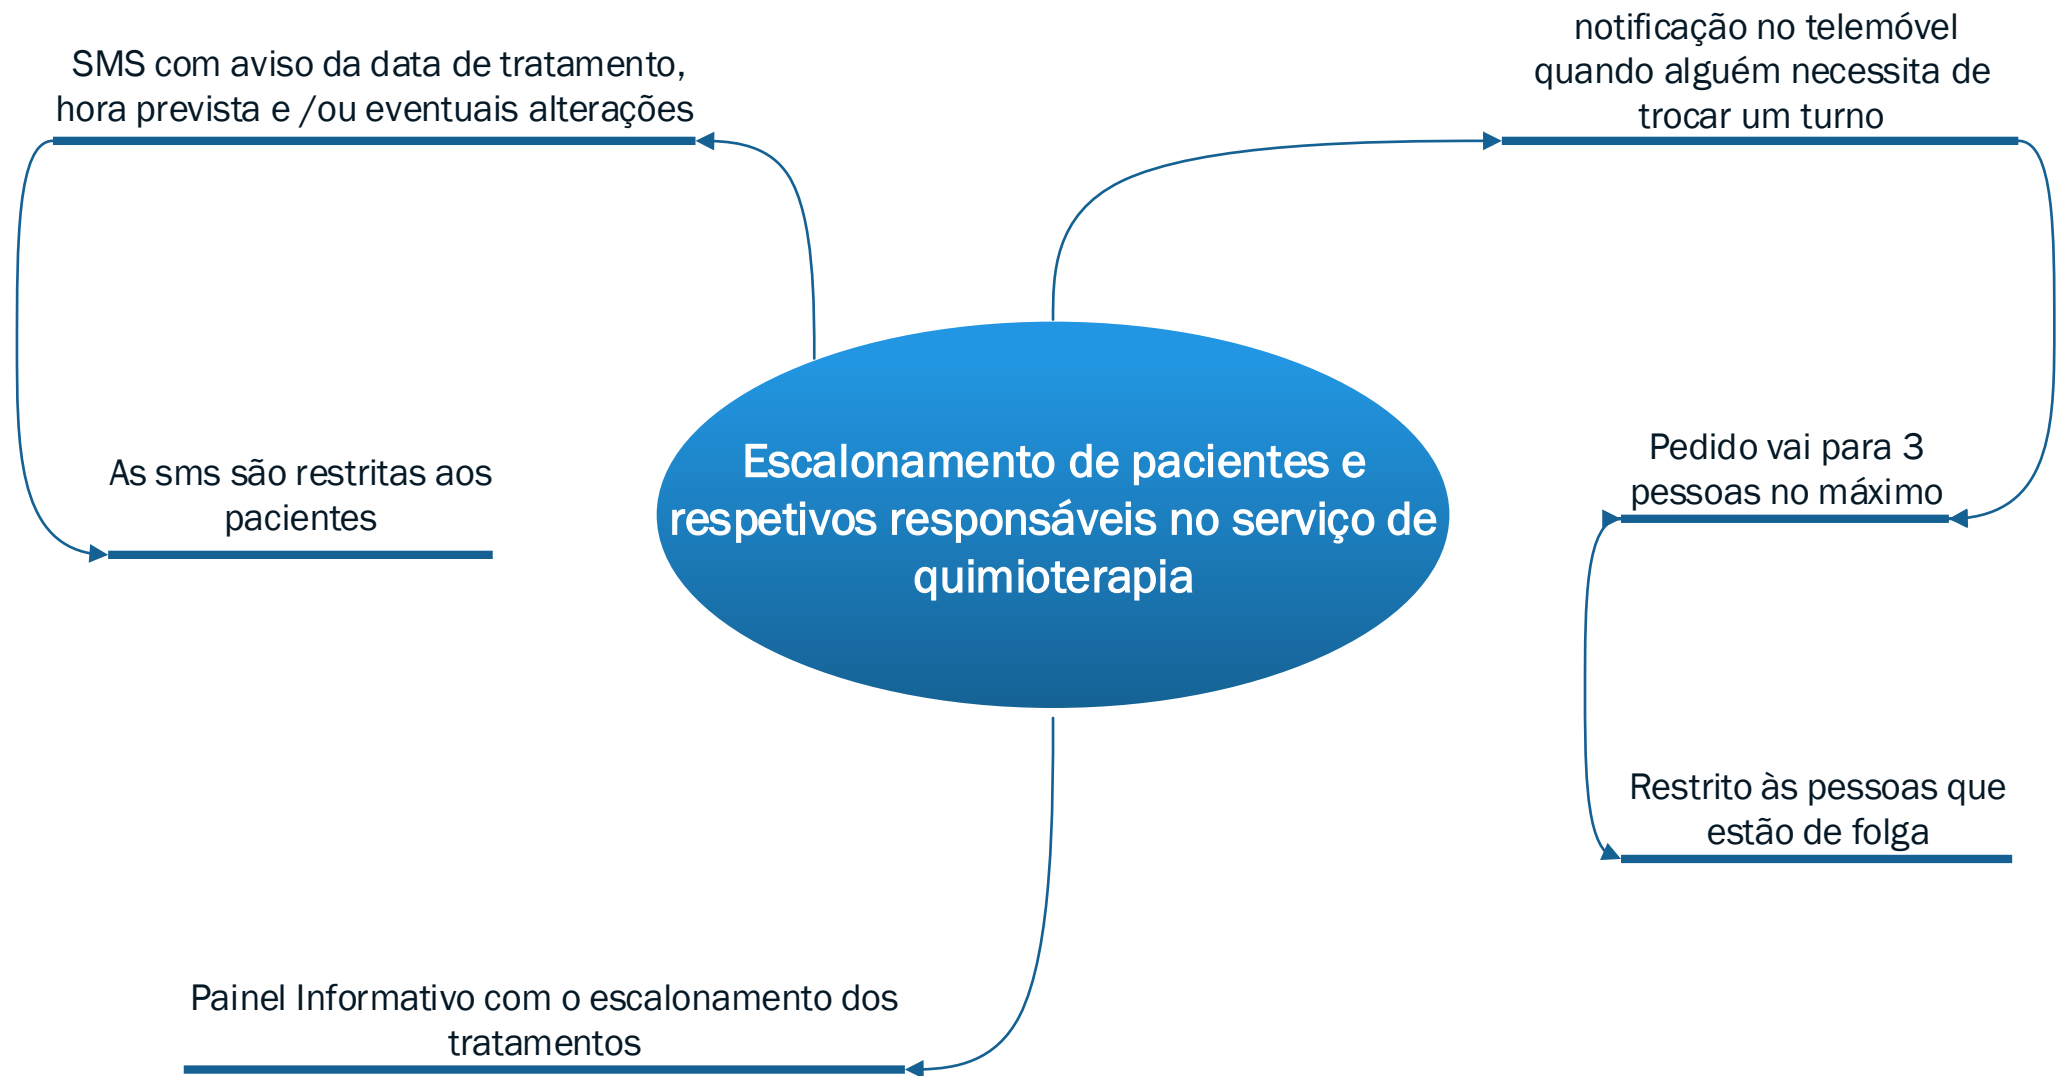 SMS com aviso da data de tratamento,
hora prevista e /ou eventuais alterações
notificação no telemóvel
quando alguém necessita de
trocar um turno
As sms são restritas aos
pacientes
Escalonamento de pacientes e
respetivos responsáveis no serviço de
quimioterapia
Pedido vai para 3
pessoas no máximo
Restrito às pessoas que
estão de folga
Painel Informativo com o escalonamento dos
tratamentos